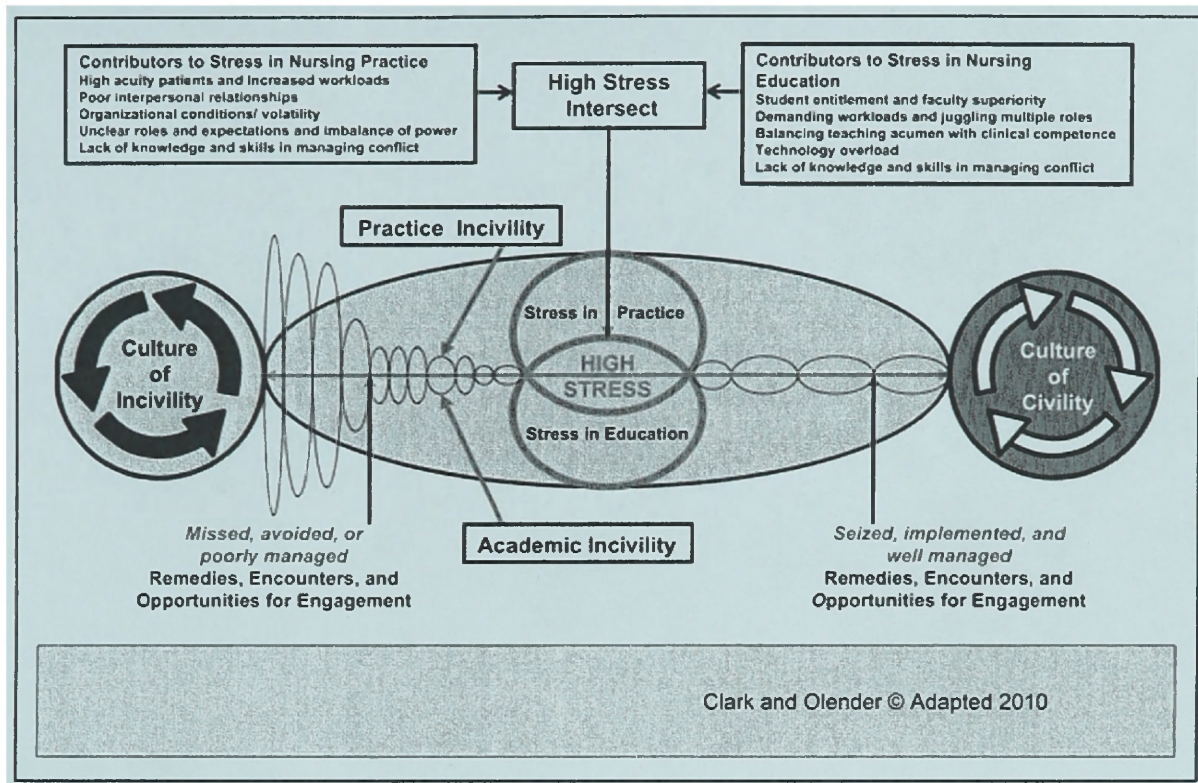 Contributors to Stress in Nursing Practice
High acuity patients and increased workloads
Poor interpersonal relationships
Organizational conditions/ volatility
Unclear roles and expectations and imbalance of power
Lack of knowledge and skills in managing conflict
High Stress
Intersect
Contributors to Stress in Nursing
Education
Student entitlement and faculty superiority
Demanding workloads and juggling multiple roles
Balancing teaching acumen with clinical competence
Technology overload
Lack of knowledge and skills in managing conflict
Practice Incivility
Culture
of
Incivility
Stress in Practice
HIGH
STRESS
Stress in Education
Culture
of
Civility
Missed, avoided, or
poorly managed
Remedies, Encounters, and
Opportunities for Engagement
Academic Incivility
Seized, implemented, and
well managed
Remedies, Encounters, and
Opportunities for Engagement
Clark and Olender © Adapted 2010